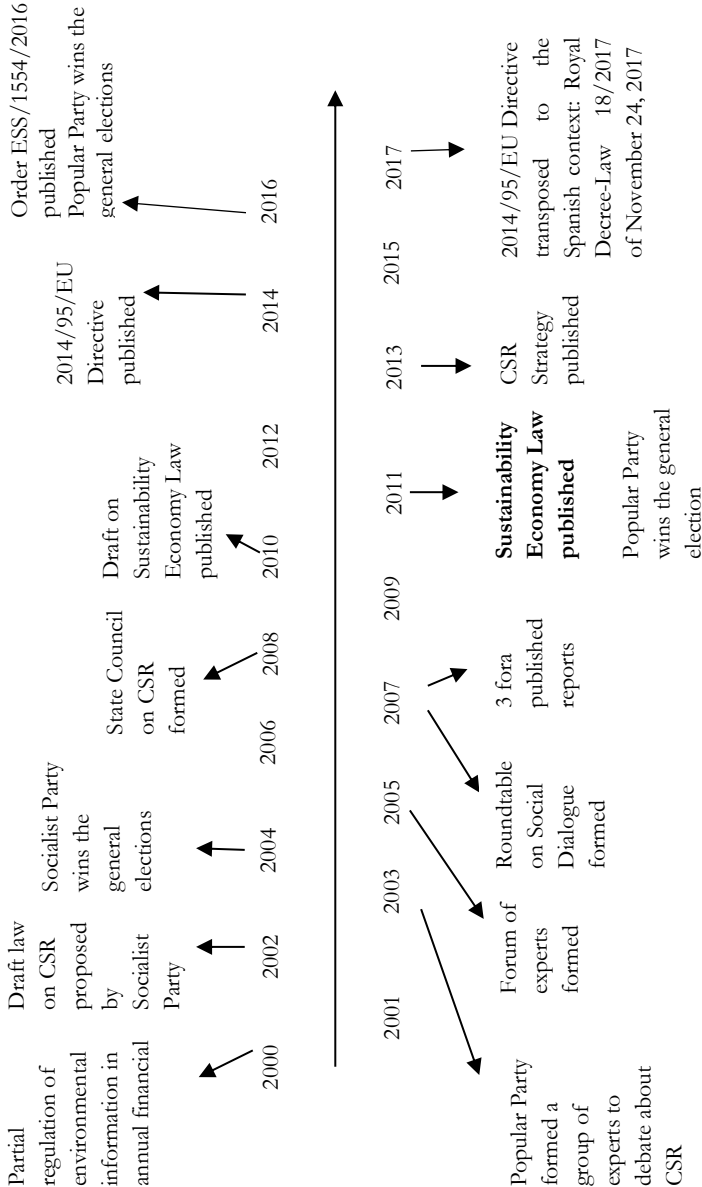 Partial
regulation of
environmental
information in
annual financial
Draft law
on CSR
proposed
by
Socialist
Party
Socialist Party
wins the
general
elections
State Council
on CSR
formed
Draft on
Sustainability
Economy Law
published
2014/95/EU
Directive
published
Order ESS/1554/2016
published
Popular Party wins the
general elections
2000
2002
2004
2006
2008
2010
2012
2014
2016
2001
2003
2005
2007
2009
2011
2013
2015
2017
Popular Party
formed a
group of
experts to
debate about
CSR
Forum of
experts
formed
Roundtable
on Social
Dialogue
formed
3 fora
published
reports
Sustainability
Economy Law
published
Popular Party
wins the general
election
CSR
Strategy
published
2014/95/EU Directive
transposed to the
Spanish context: Royal
Decree-Law 18/2017
of November 24, 2017